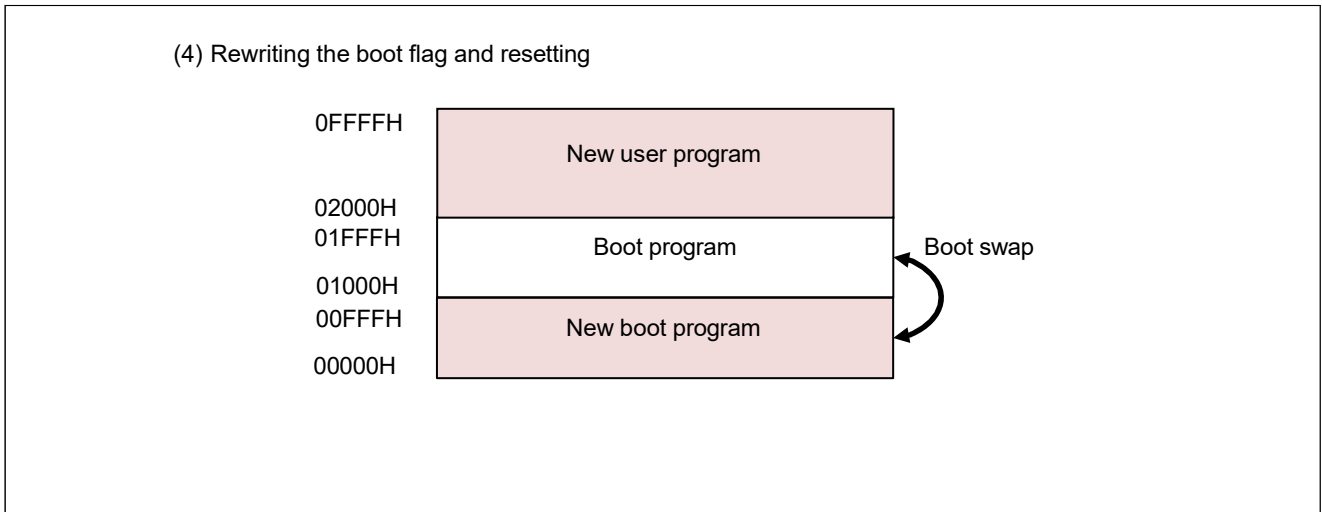 (4) Rewriting the boot flag and resetting
0FFFFH
New user program
02000H
01FFFH
Boot program
Boot swap
01000H
00FFFH
New boot program
00000H